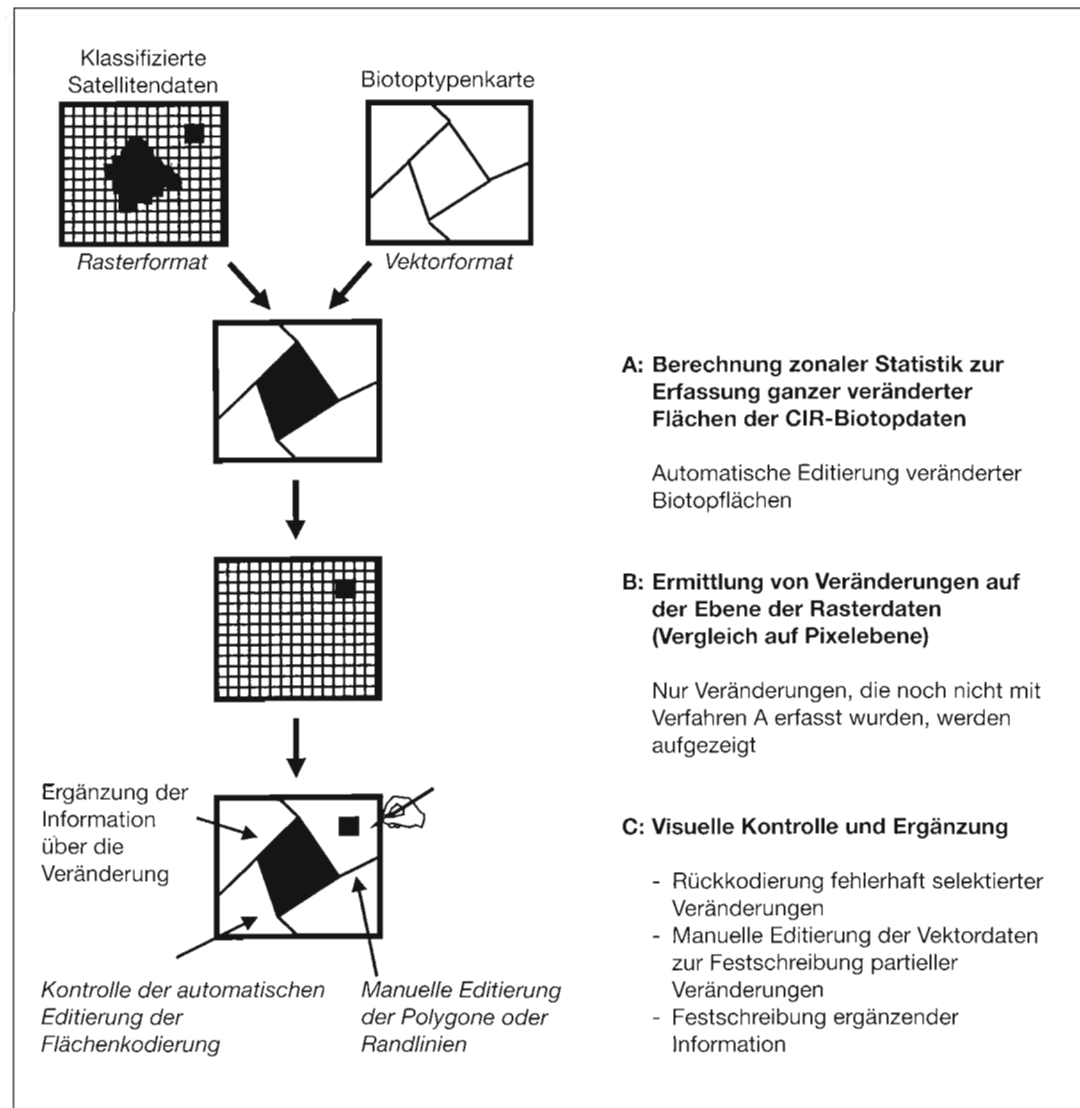 Klassifizierte
Satellitendaten
Biotoptypenkarte
Rasterformat
Vektorformat
A: Berechnung zonaler Statistik zur
Erfassung ganzer veränderter
Flächen der CIR-Biotopdaten
Automatische Editierung veränderter
Biotopflächen
B: Ermittlung von Veränderungen auf
der Ebene der Rasterdaten
(Vergleich auf Pixelebene)
Nur Veränderungen, die noch nicht mit
Verfahren A erfasst wurden, werden
aufgezeigt
Ergänzung der
Information
über die
Veränderung
Kontrolle der automatischen
Editierung der
Flächenkodierung
Manuelle Editierung
der Polygone oder
Randlinien
C: Visuelle Kontrolle und Ergänzung
- Rückkodierung fehlerhaft selektierter
Veränderungen
- Manuelle Editierung der Vektordaten
zur Festschreibung partieller
Veränderungen
- Festschreibung ergänzender
Information